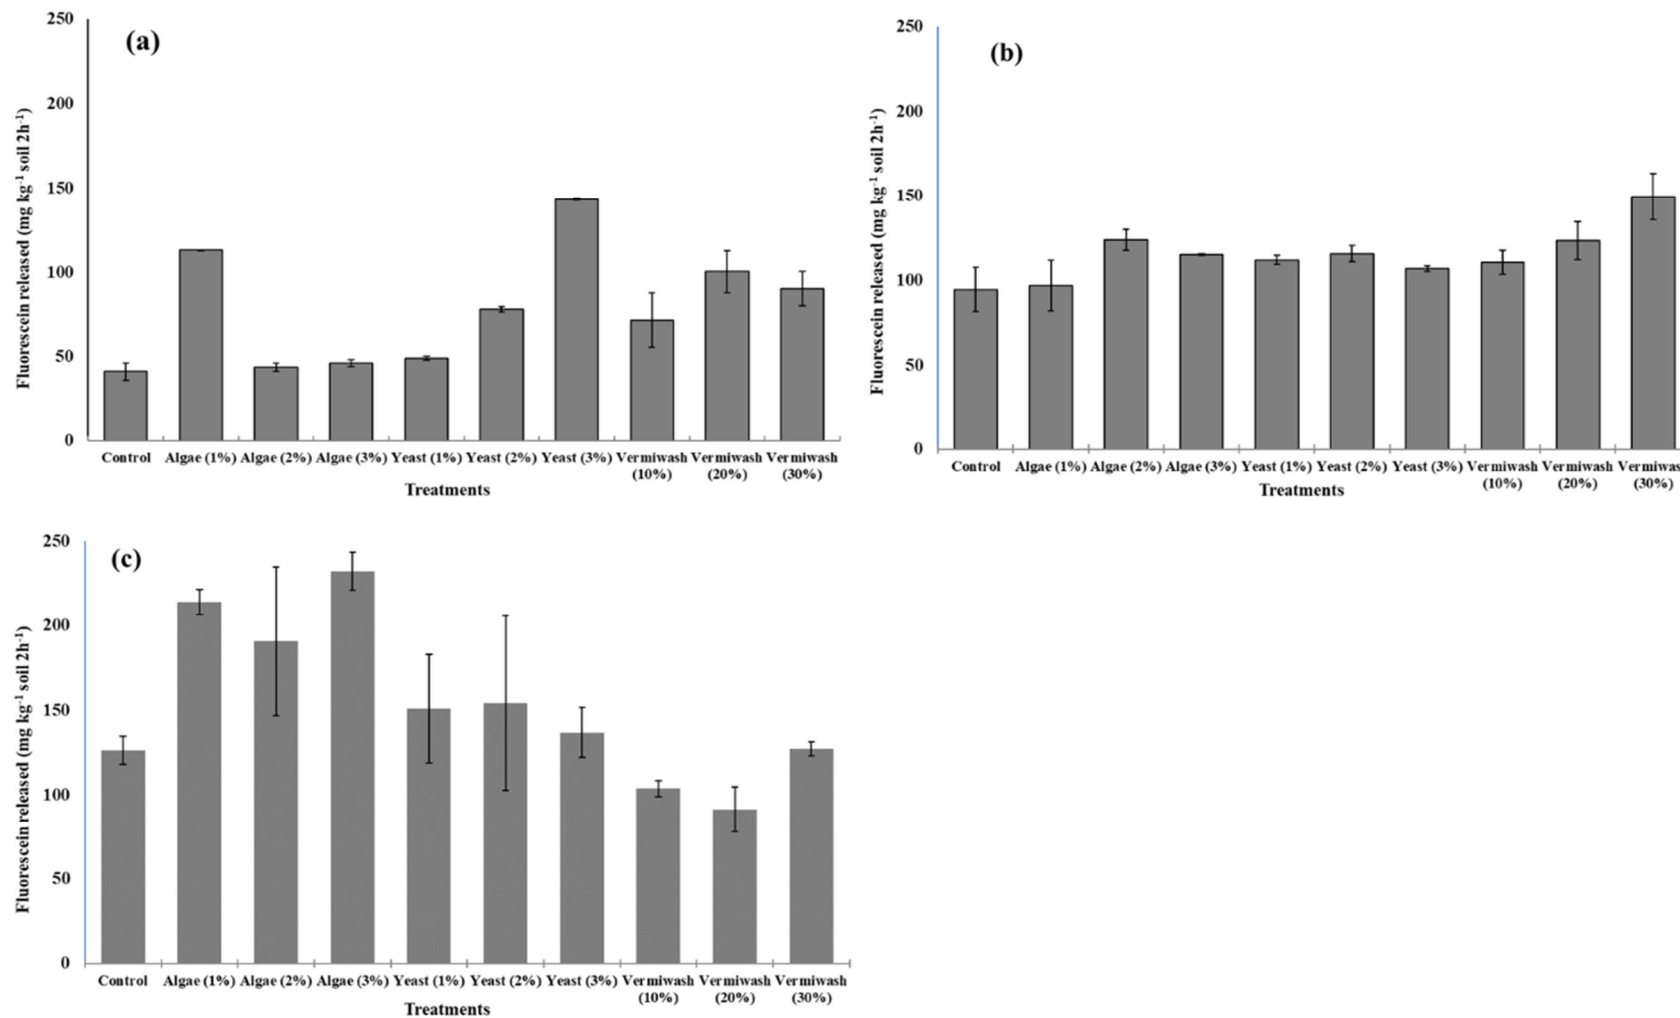 (a)
250
200
150
100
50
0
Fluorescein released (mg kg⁻¹ soil 2h⁻¹)
Control Algae (1%) Algae (2%) Algae (3%) Yeast (1%) Yeast (2%) Yeast (3%) Vermiwash Vermiwash Vermiwash
(10%) (20%) (30%)
Treatments
(b)
250
200
150
100
50
0
Fluorescein released (mg kg⁻¹ soil 2h⁻¹)
Control Algae (1%) Algae (2%) Algae (3%) Yeast (1%) Yeast (2%) Yeast (3%) Vermiwash Vermiwash Vermiwas
(10%) (20%) (30%)
Treatments
(c)
250
200
150
100
50
0
Fluorescein released (mg kg⁻¹ soil 2h⁻¹)
Control Algae (1%) Algae (2%) Algae (3%) Yeast (1%) Yeast (2%) Yeast (3%) Vermiwash Vermiwash Vermiwash
(10%) (20%) (30%)
Treatments